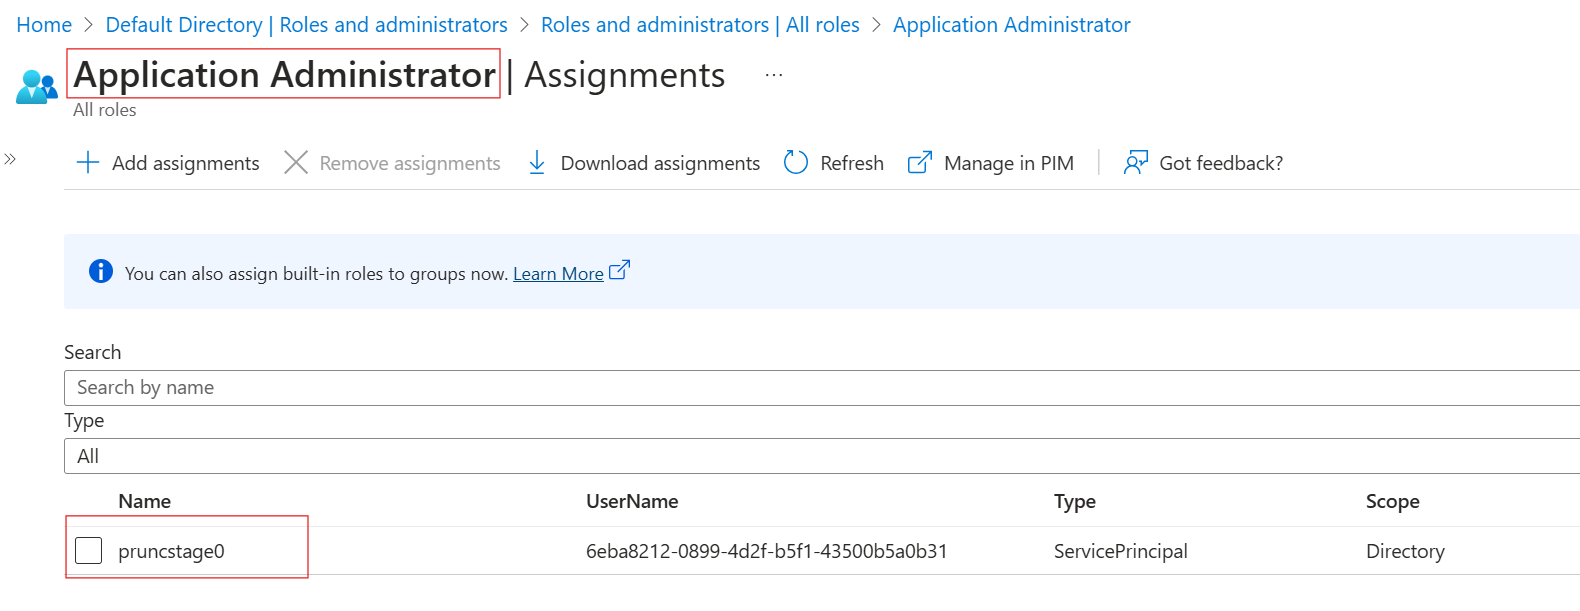 Home > Default Directory | Roles and administrators > Roles and administrators | All roles > Application Administrator
Application Administrator | Assignments ...
All roles
Add assignments Remove assignments Download assignments Refresh Manage in PIM Got feedback?
You can also assign built-in roles to groups now. Learn More
Search
Search by name
Type
All
Name UserName Type Scope
pruncstage0 6eba8212-0899-4d2f-b5f1-43500b5a0b31 ServicePrincipal Directory